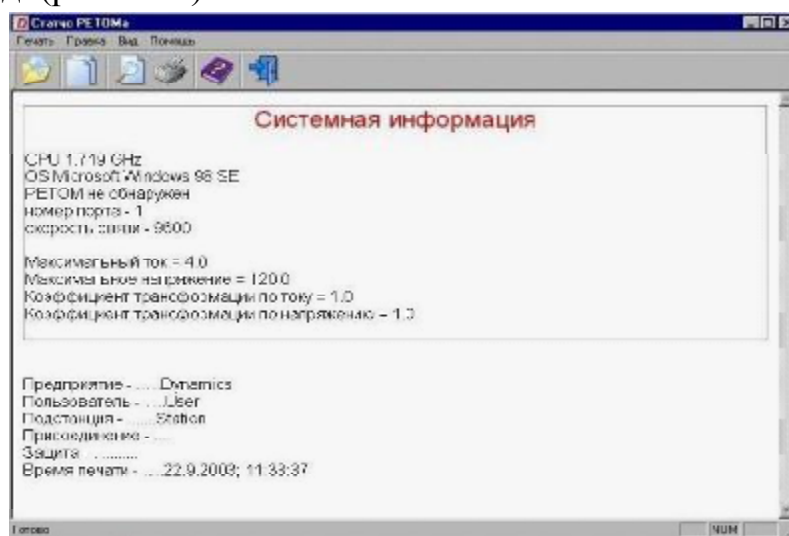 Статус РЕТОМа
Печать Правка Вид Помощь
Системная информация
CPU 1.719 GHz
OS Microsoft Windows 98 SE
РЕТОМ не обнаружен
номер порта - 1
скорость связи - 9600
Максимальный ток = 4.0
Максимальное напряжение = 120.0
Коэффициент трансформации по току = 1.0
Коэффициент трансформации по напряжению = 1.0
Предприятие - .....Dynamics
Пользователь - .....User
Подстанция - .......Station
Присоединение - ....
Защита - .........
Время печати - .....22.9.2003; 11:33:37
Готово
NUM